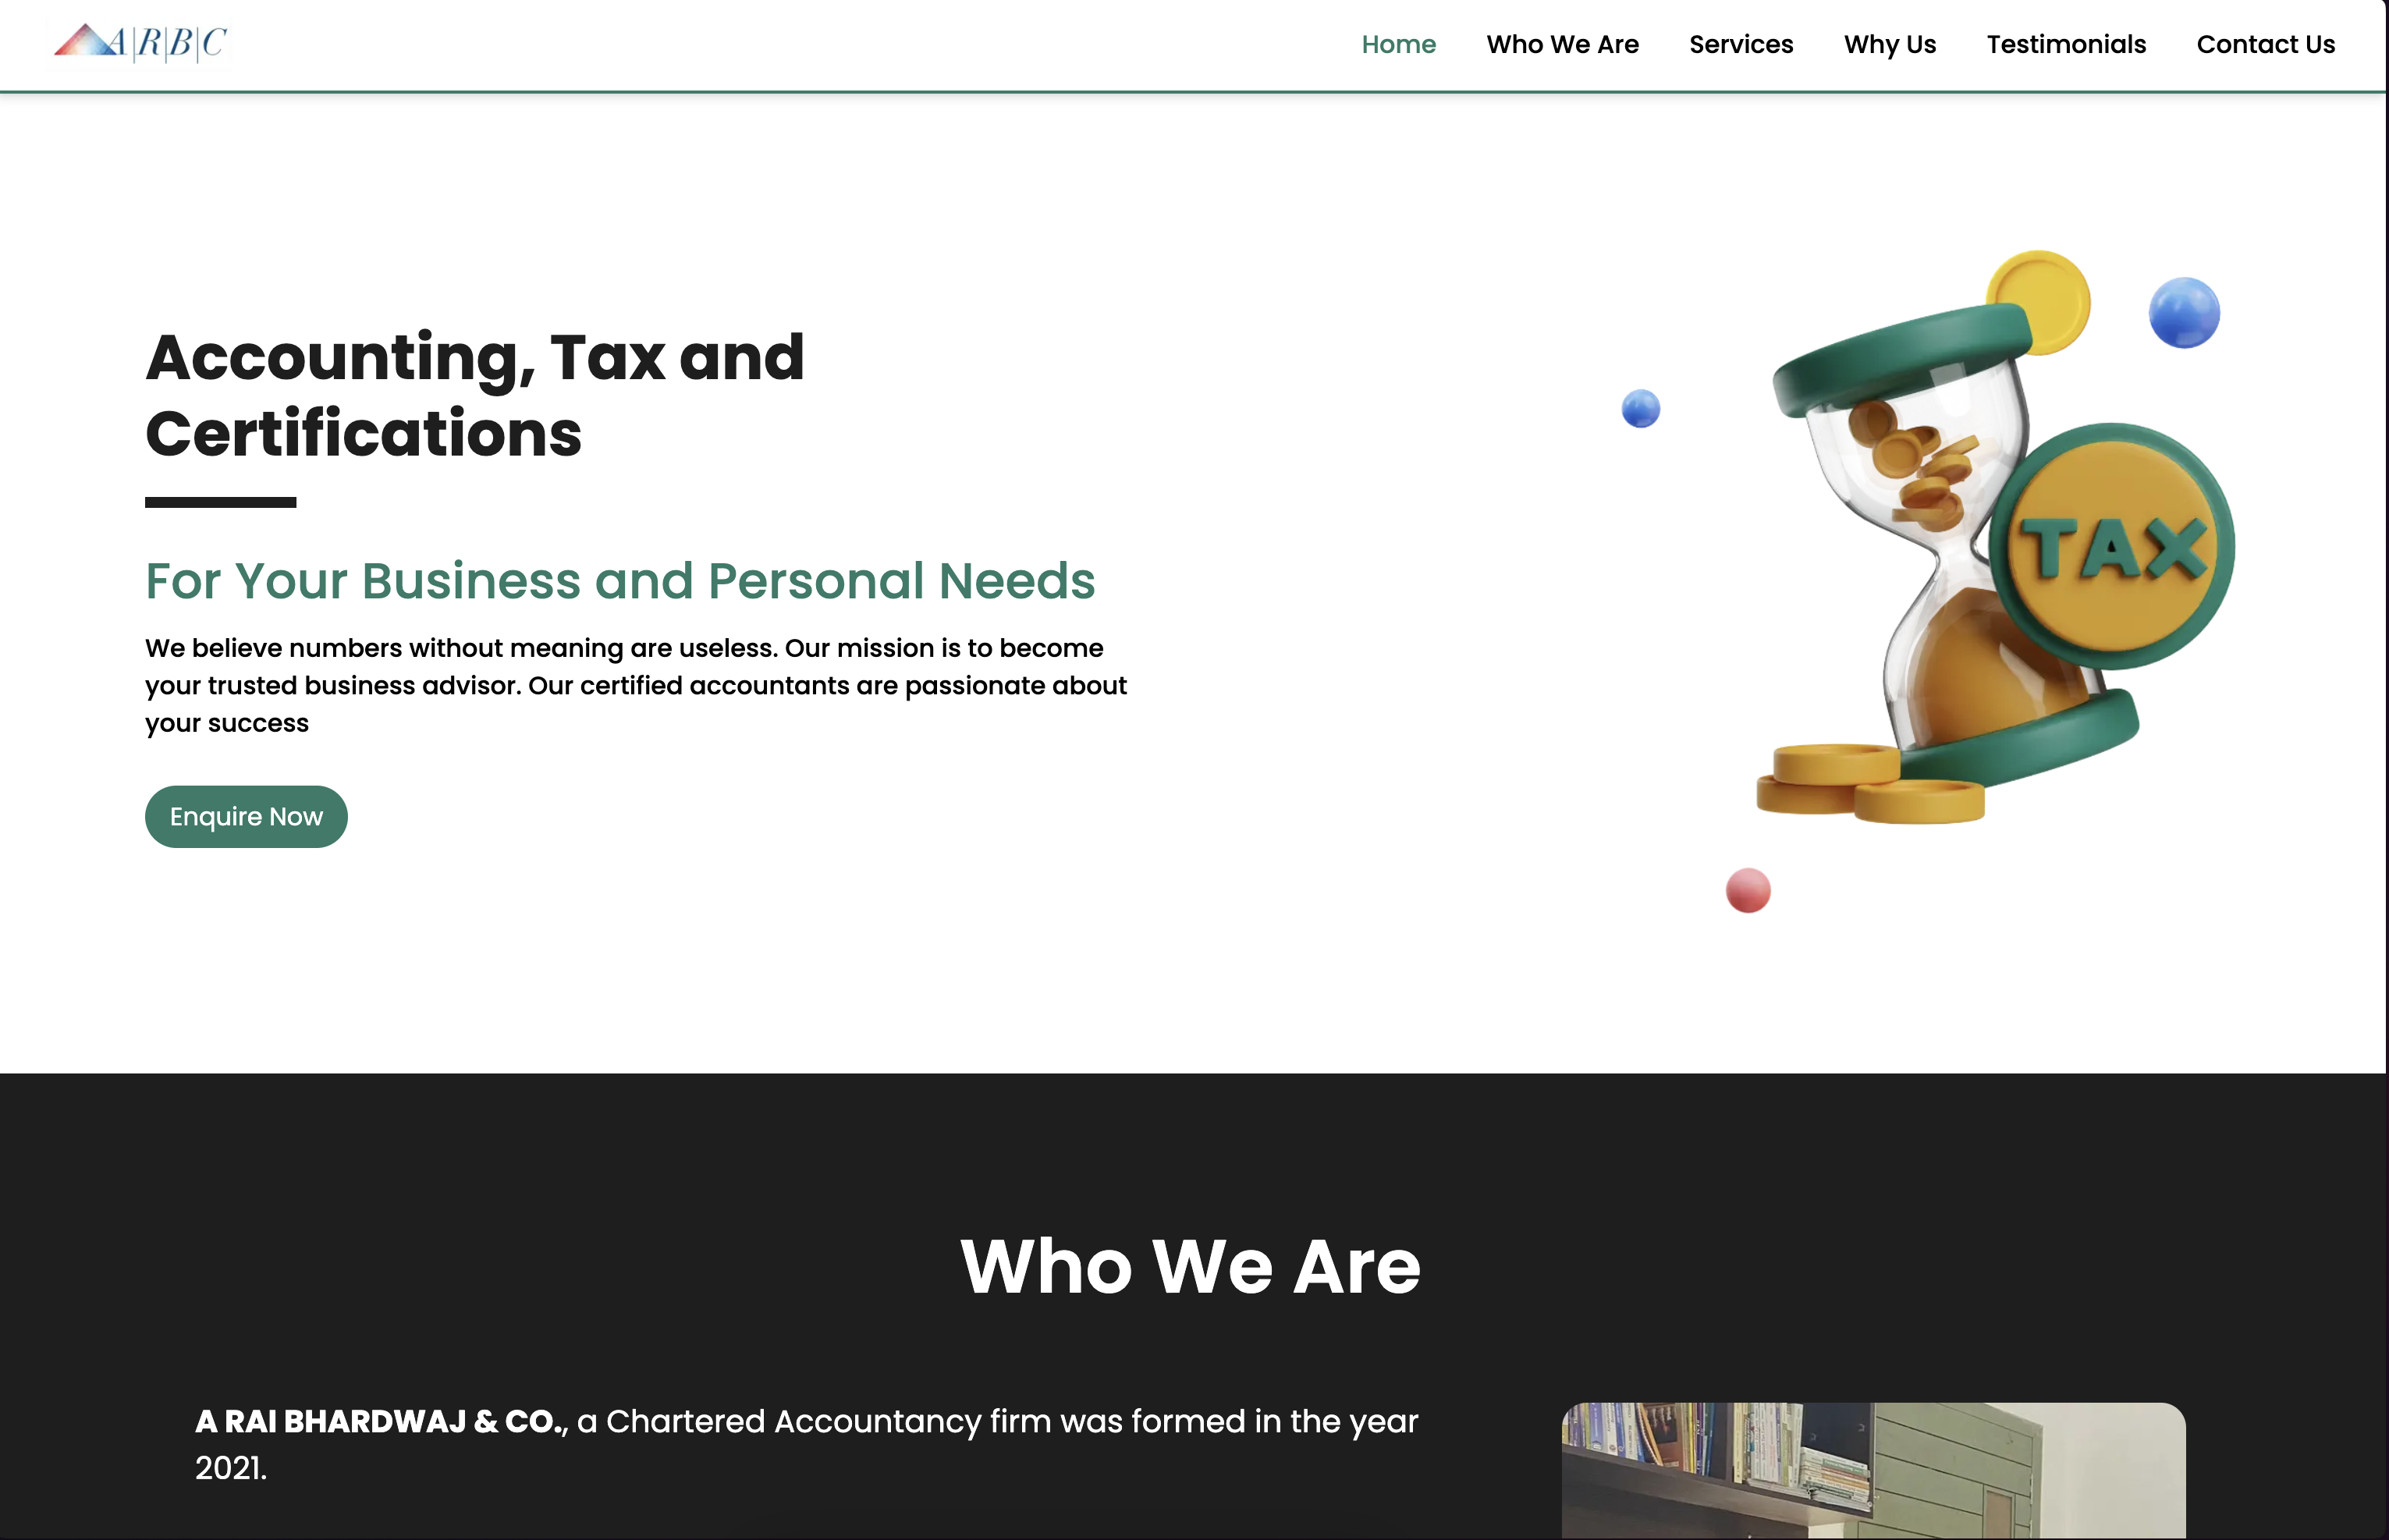 A|R|B|C
Home Who We Are Services Why Us Testimonials Contact Us
Accounting, Tax and
Certifications
For Your Business and Personal Needs
We believe numbers without meaning are useless. Our mission is to become
your trusted business advisor. Our certified accountants are passionate about
your success
Enquire Now
TAX
Who We Are
A RAI BHARDWAJ & CO., a Chartered Accountancy firm was formed in the year
2021.